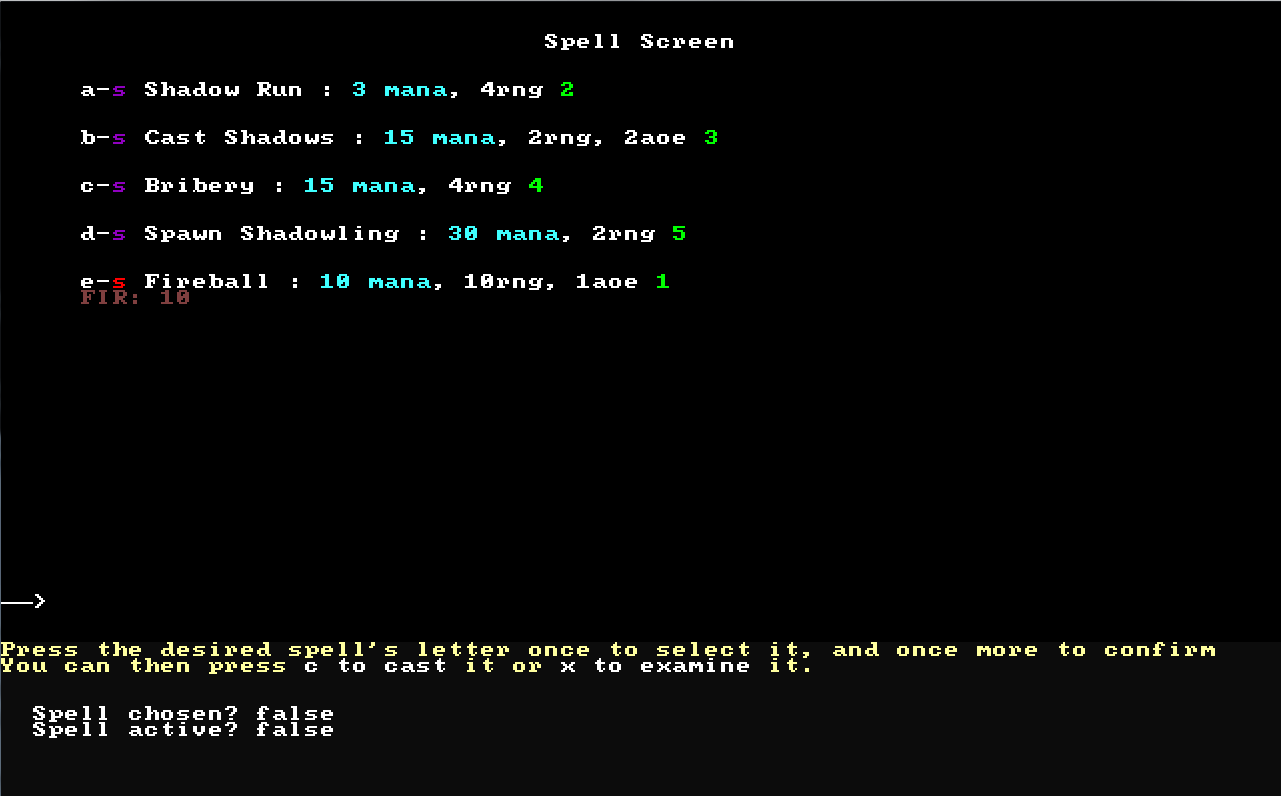 Spell Screen
a-s Shadow Run : 3 mana, 4rng 2
b-s Cast Shadows : 15 mana, 2rng, 2aoe 3
c-s Bribery : 15 mana, 4rng 4
d-s Spawn Shadowling : 30 mana, 2rng 5
e-s Fireball : 10 mana, 10rng, 1aoe 1
FIR: 10
──>
Press the desired spell's letter once to select it, and once more to confirm
You can then press c to cast it or x to examine it.
Spell chosen? false
Spell active? false